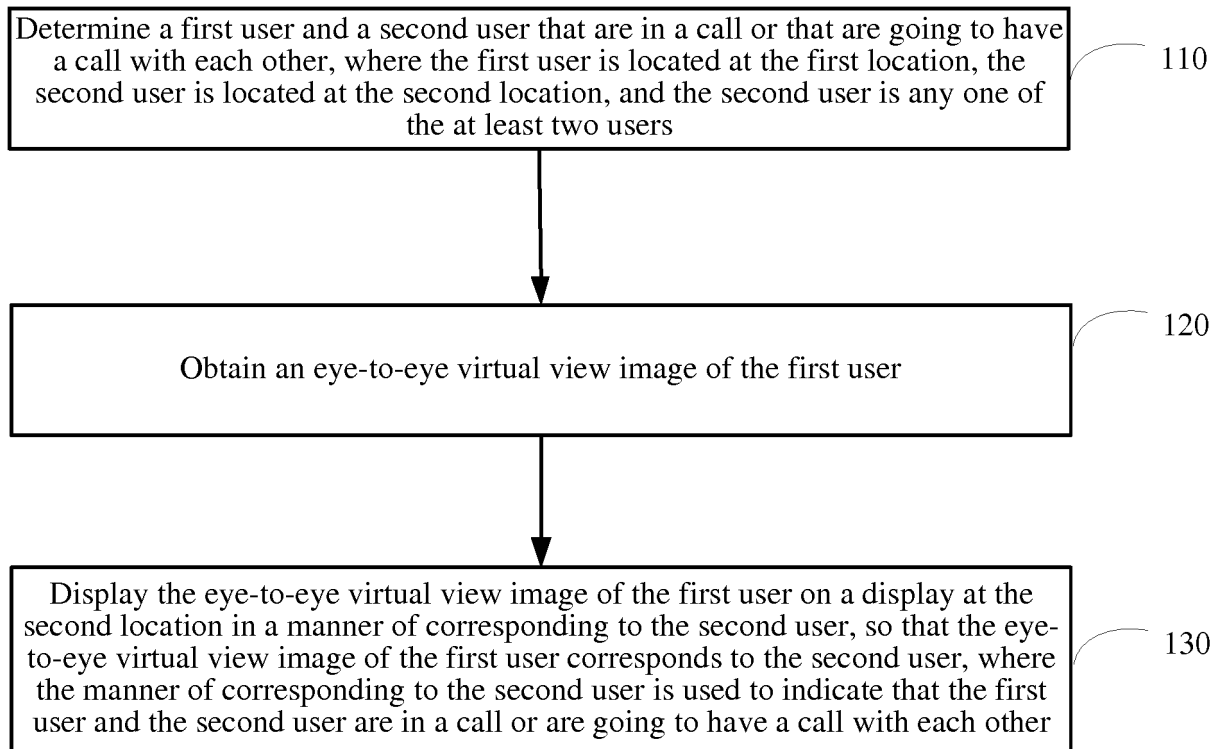 Determine a first user and a second user that are in a call or that are going to have
a call with each other, where the first user is located at the first location, the
second user is located at the second location, and the second user is any one of
the at least two users
110
Obtain an eye-to-eye virtual view image of the first user
120
Display the eye-to-eye virtual view image of the first user on a display at the
second location in a manner of corresponding to the second user, so that the eye-
to-eye virtual view image of the first user corresponds to the second user, where
the manner of corresponding to the second user is used to indicate that the first
user and the second user are in a call or are going to have a call with each other
130